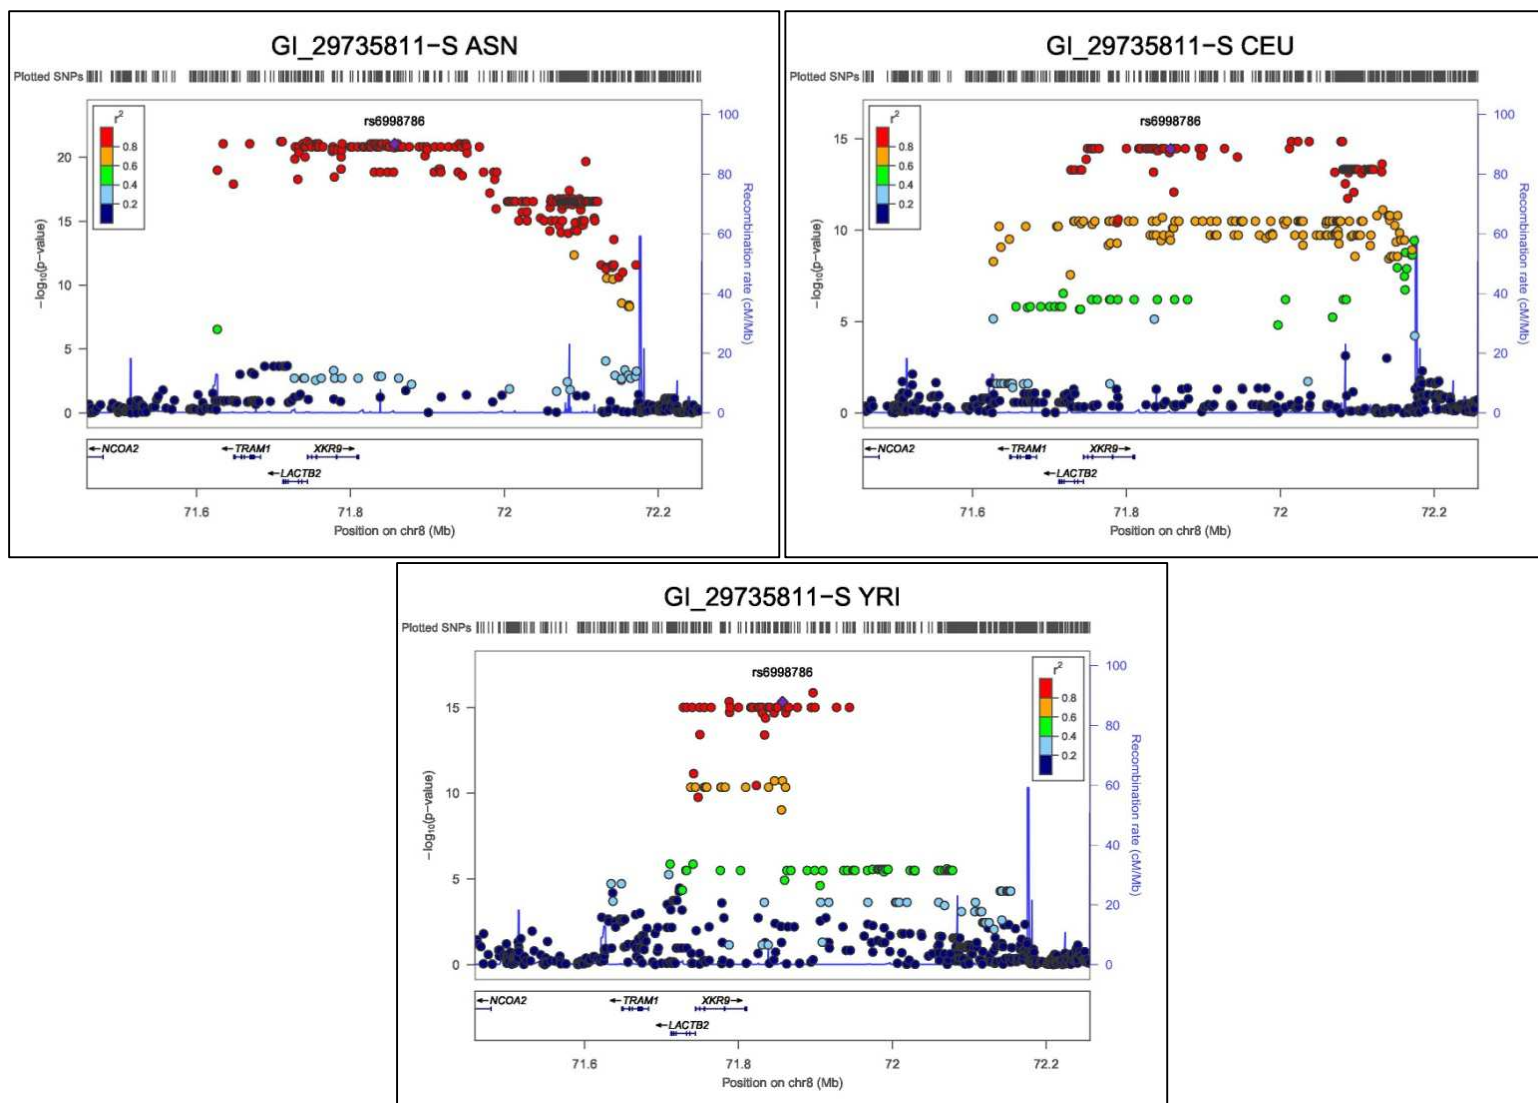 GI_29735811−S ASN
Plotted SNPs
rs6998786
r2
0.8
0.6
0.4
0.2
20
15
10
5
0
−log10(p−value)
100
80
60
40
20
0
Recombination rate (cM/Mb)
←NCOA2
←TRAM1
XKR9→
←LACTB2
71.6
71.8
72
72.2
Position on chr8 (Mb)
GI_29735811−S CEU
Plotted SNPs
rs6998786
r2
0.8
0.6
0.4
0.2
15
10
5
0
−log10(p−value)
100
80
60
40
20
0
Recombination rate (cM/Mb)
←NCOA2
←TRAM1
XKR9→
←LACTB2
71.6
71.8
72
72.2
Position on chr8 (Mb)
GI_29735811−S YRI
Plotted SNPs
rs6998786
r2
0.8
0.6
0.4
0.2
15
10
5
0
−log10(p−value)
100
80
60
40
20
0
Recombination rate (cM/Mb)
←NCOA2
←TRAM1
XKR9→
←LACTB2
71.6
71.8
72
72.2
Position on chr8 (Mb)